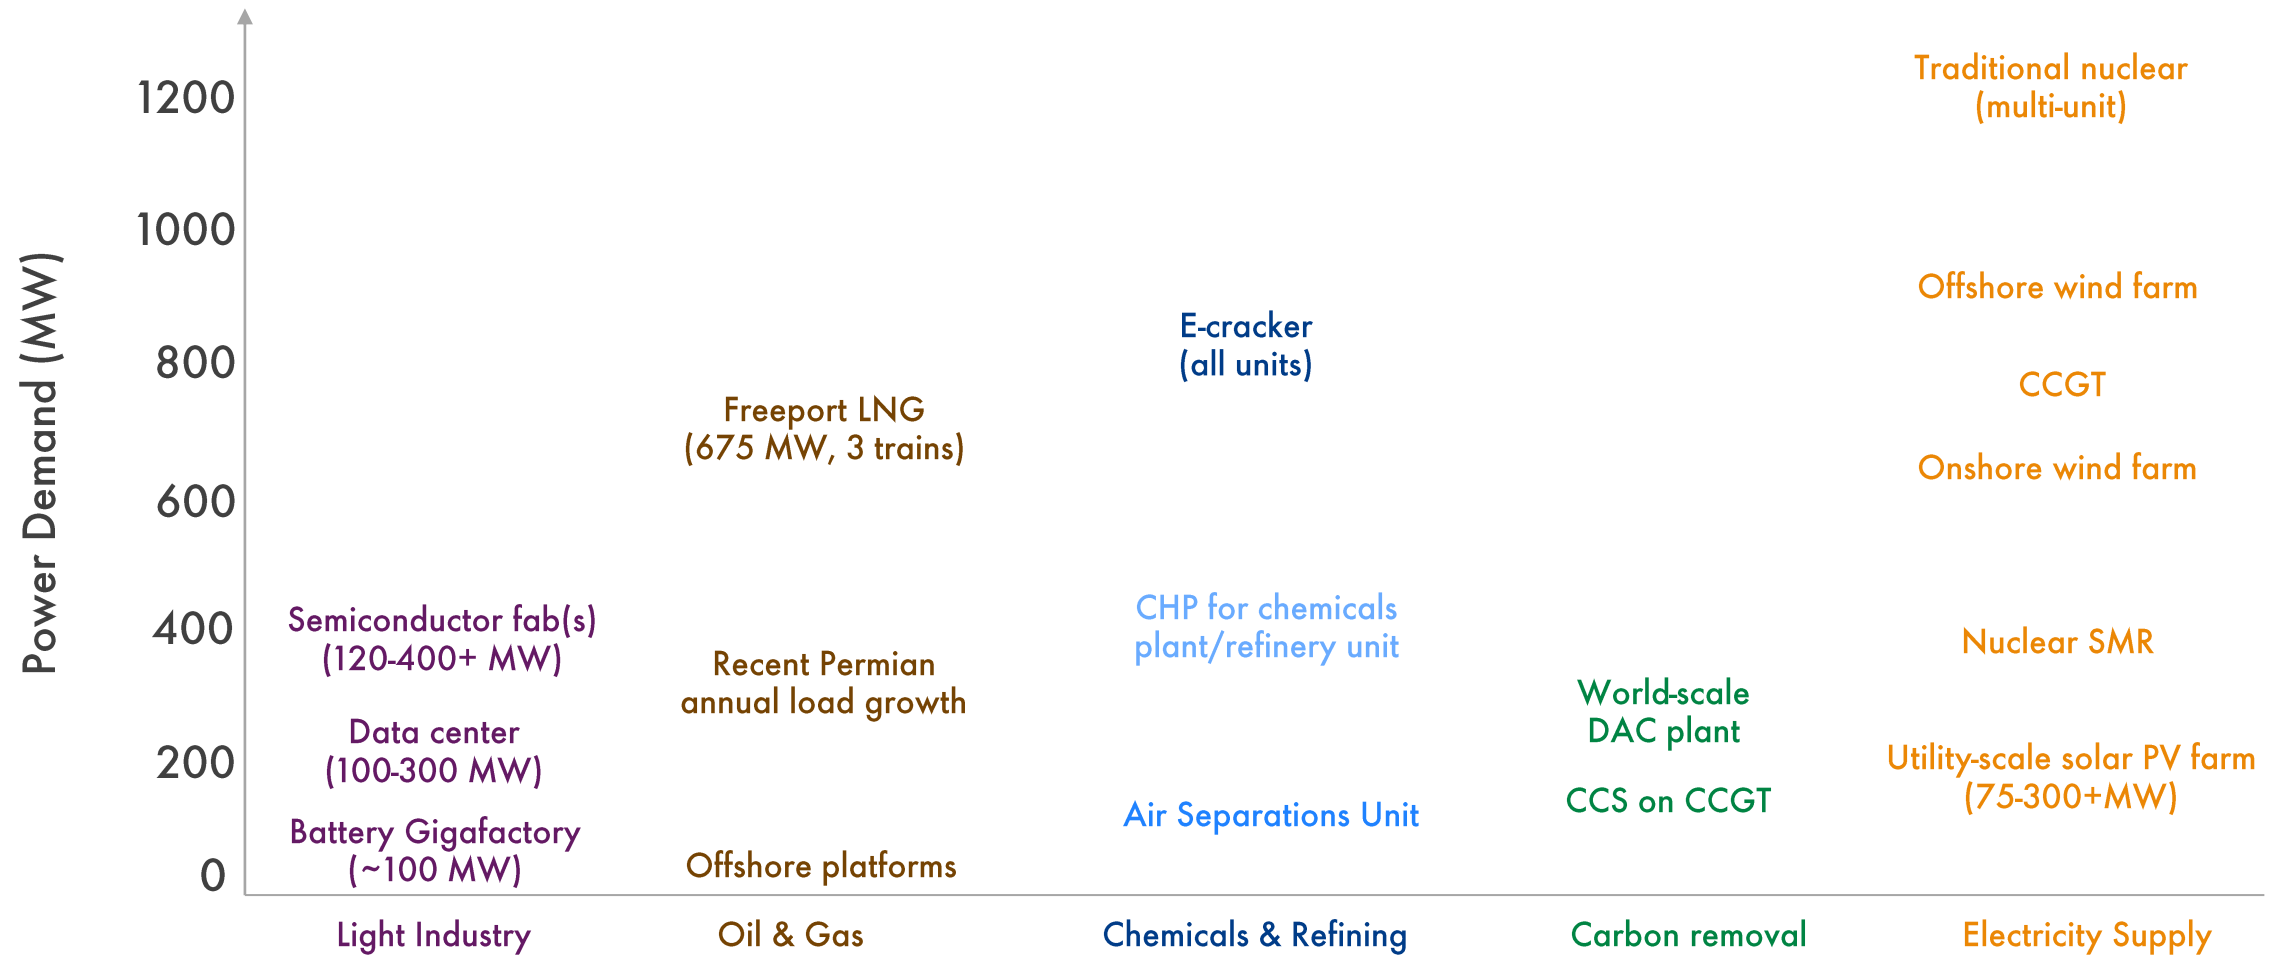 Power Demand (MW)
1200
1000
800
600
400
200
0
Semiconductor fab(s)
(120-400+ MW)
Data center
(100-300 MW)
Battery Gigafactory
(~100 MW)
Light Industry
Freeport LNG
(675 MW, 3 trains)
Recent Permian
annual load growth
Offshore platforms
Oil & Gas
E-cracker
(all units)
CHP for chemicals
plant/refinery unit
Air Separations Unit
Chemicals & Refining
World-scale
DAC plant
CCS on CCGT
Carbon removal
Traditional nuclear
(multi-unit)
Offshore wind farm
CCGT
Onshore wind farm
Nuclear SMR
Utility-scale solar PV farm
(75-300+MW)
Electricity Supply